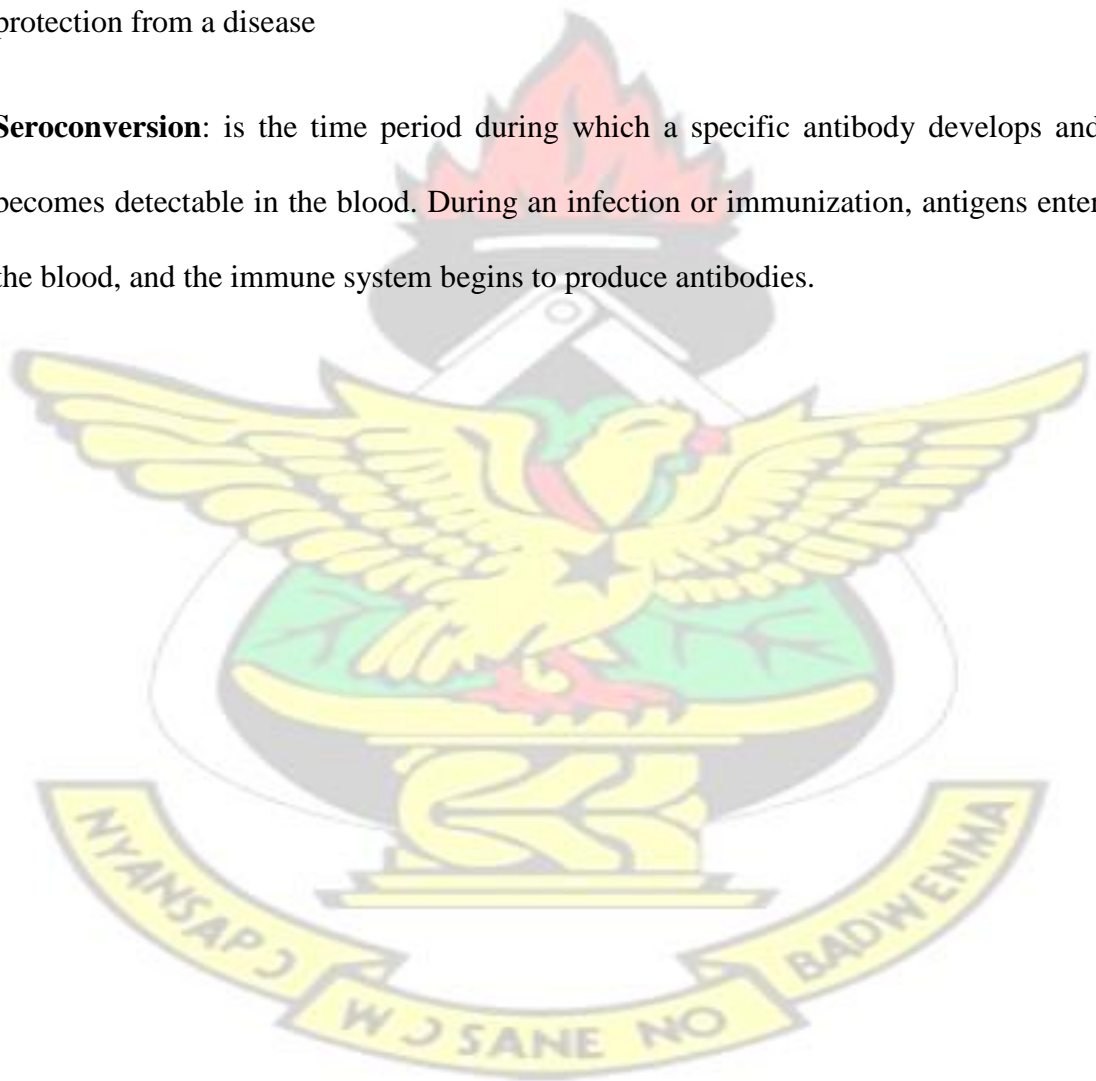 protection from a disease
Seroconversion: is the time period during which a specific antibody develops and
becomes detectable in the blood. During an infection or immunization, antigens enter
the blood, and the immune system begins to produce antibodies.
NYANSAPƆ
WƆ SANE NO
BADWENMA